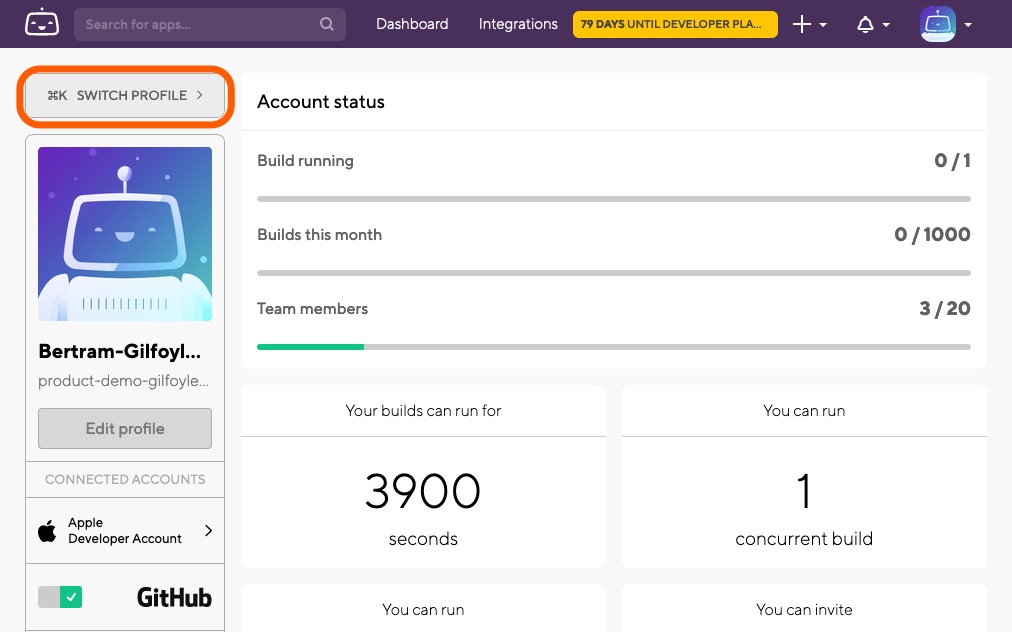 Search for apps...
Dashboard
Integrations
79 DAYS UNTIL DEVELOPER PLA...
⌘K SWITCH PROFILE
Account status
Build running
0 / 1
Builds this month
0 / 1000
Team members
3 / 20
Bertram-Gilfoyl...
product-demo-gilfoyle...
Edit profile
CONNECTED ACCOUNTS
Apple
Developer Account
GitHub
Your builds can run for
3900
seconds
You can run
1
concurrent build
You can run
You can invite